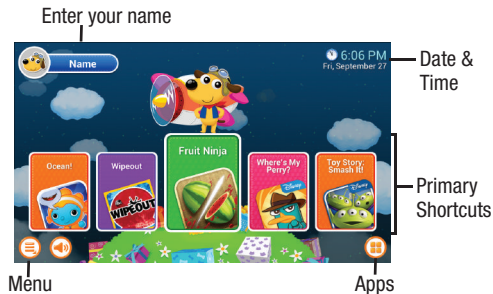 Enter your name
Name
6:06 PM
Fri, September 27
Date &
Time
Ocean!
Wipeout
Fruit Ninja
Where's My
Perry?
Toy Story:
Smash It!
Disney
Disney
WIPEOUT
Primary
Shortcuts
Menu
Apps